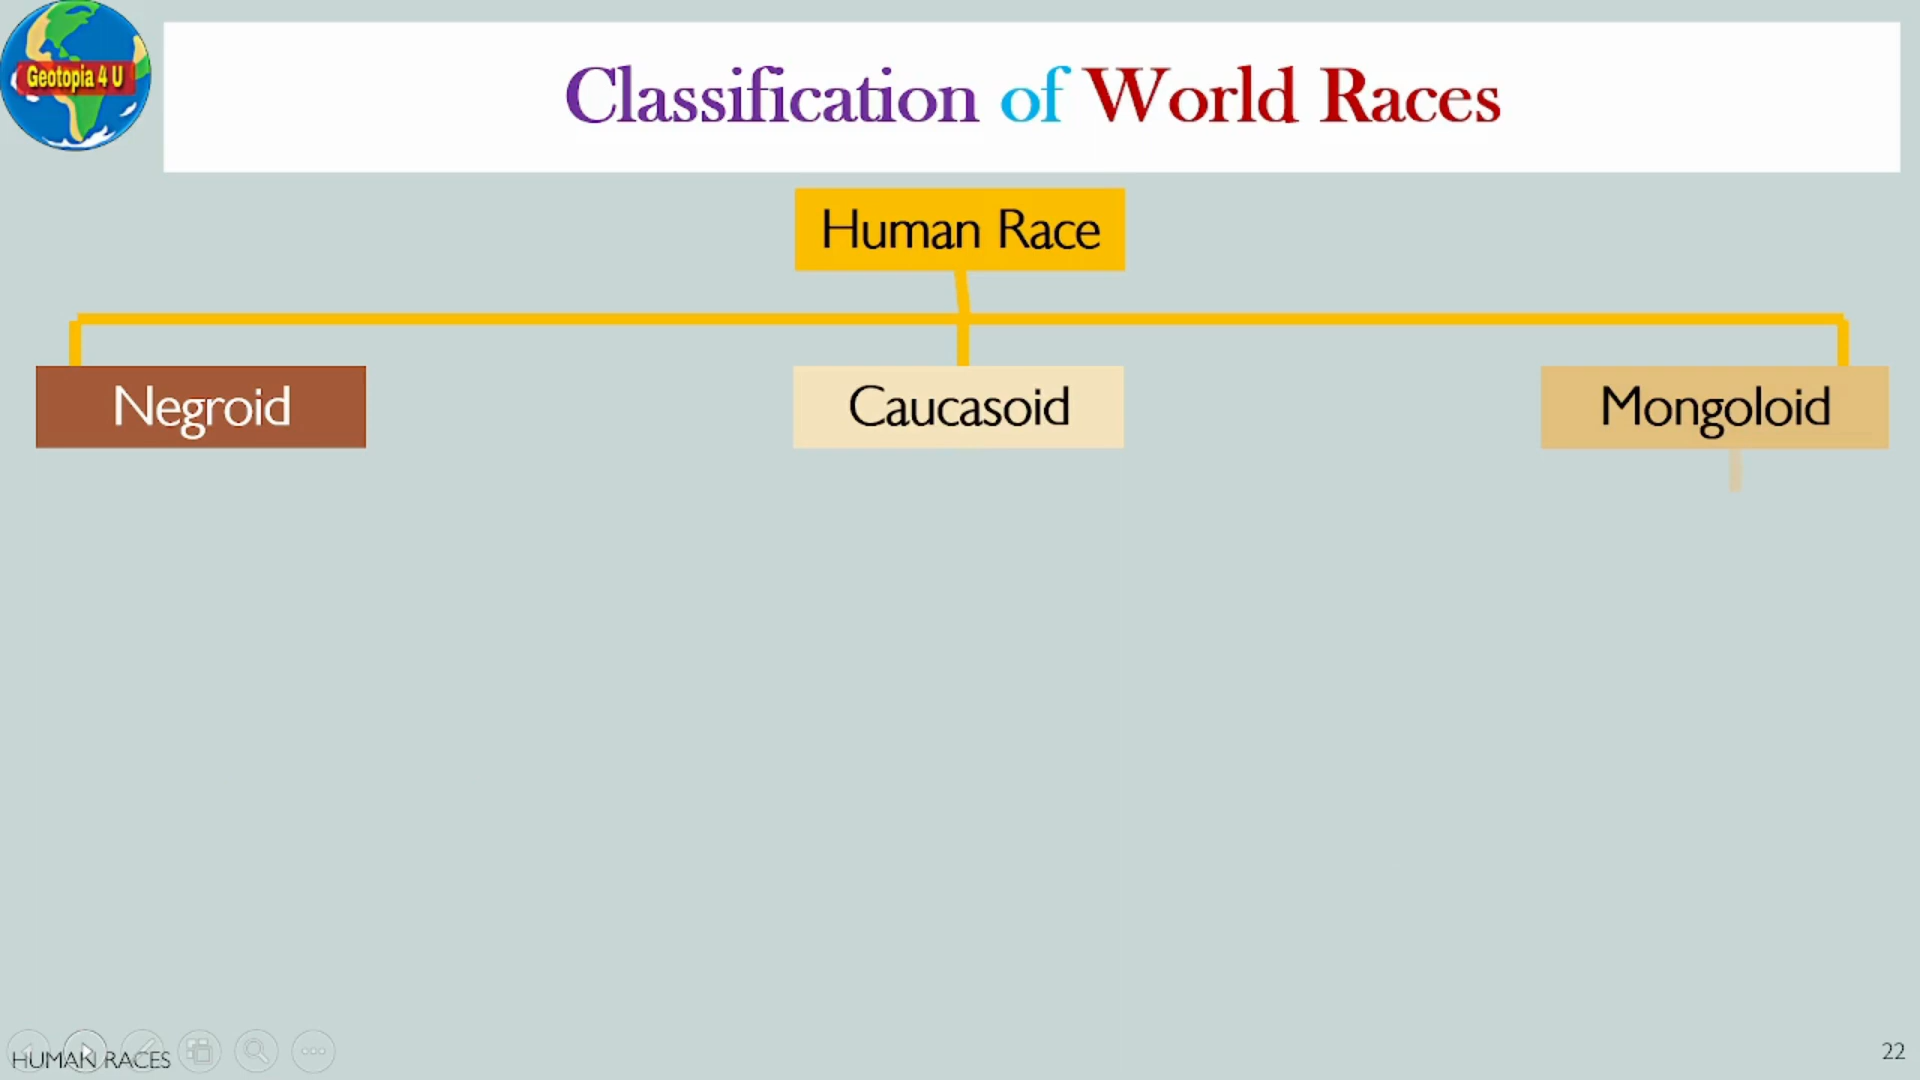 Geotopia 4 U
Classification of World Races
Human Race
Negroid
Caucasoid
Mongoloid
HUMAN RACES
22